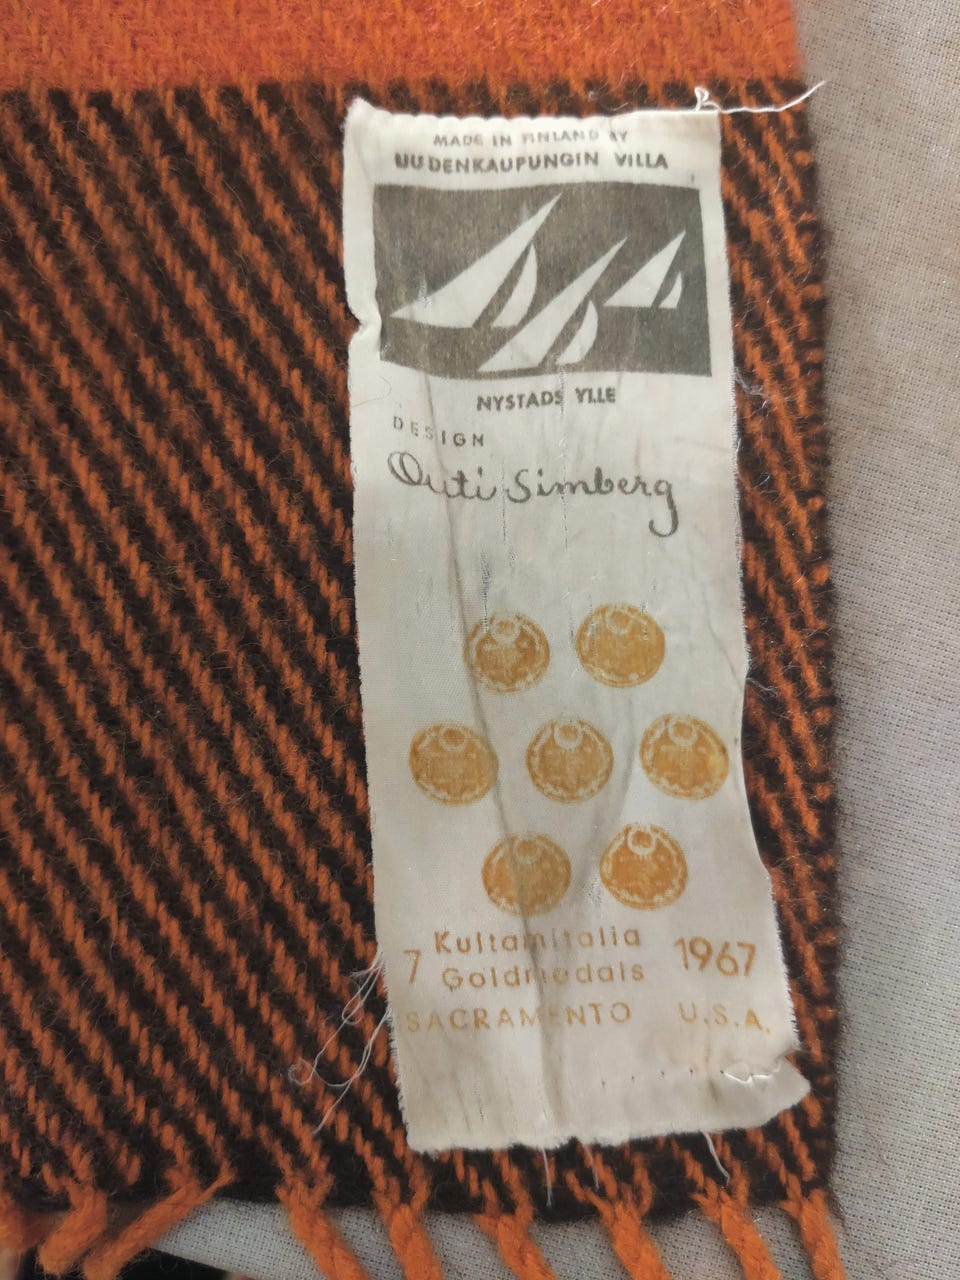 MADE IN FINLAND BY
UUDENKAUPUNGIN VILLA
NYSTADS YLLE
DESIGN
Outi Simberg
7 Kultamitalia 1967
Goldmedals
SACRAMENTO U.S.A.